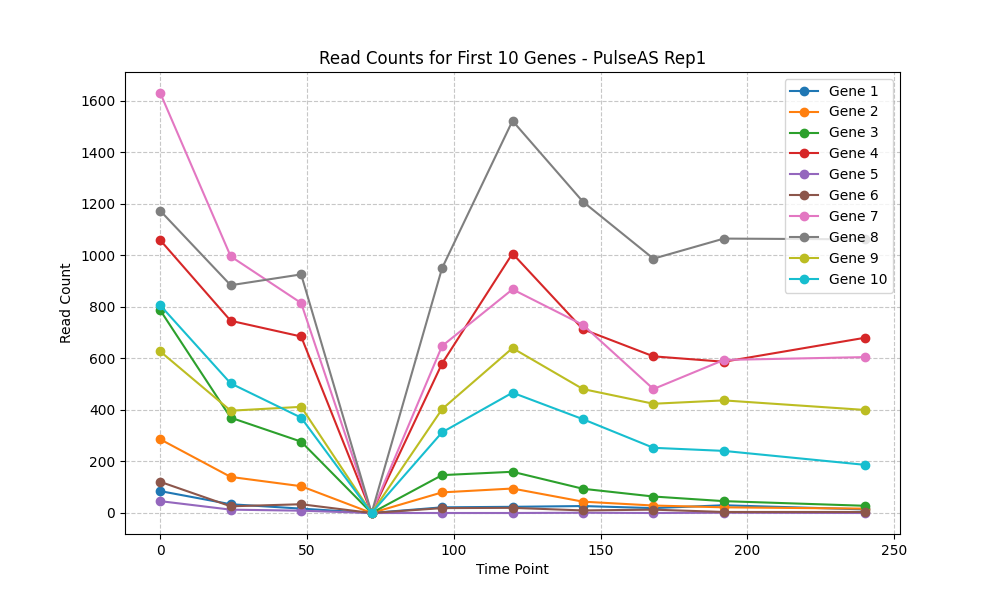 Read Counts for First 10 Genes - PulseAS Rep1
Read Count
1600
1400
1200
1000
800
600
400
200
0
0
50
100
150
200
250
Time Point
Gene 1
Gene 2
Gene 3
Gene 4
Gene 5
Gene 6
Gene 7
Gene 8
Gene 9
Gene 10